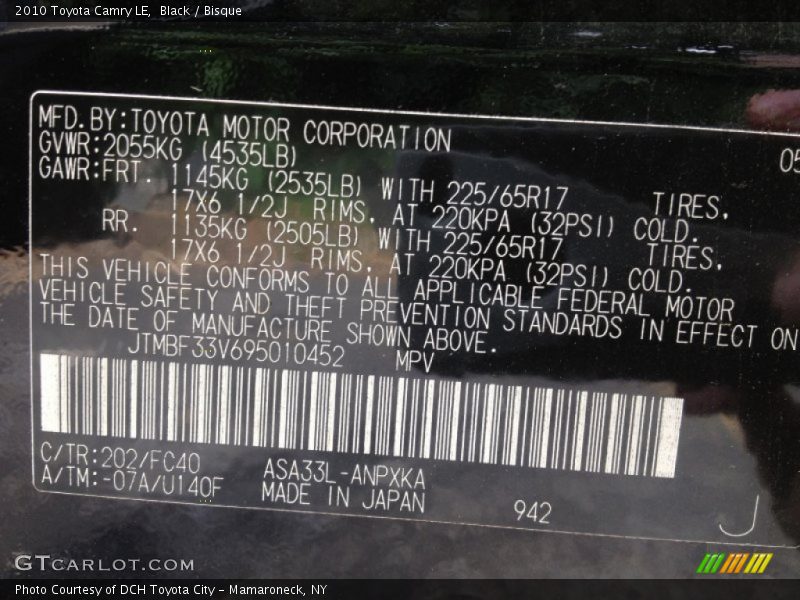 2010 Toyota Camry LE, Black / Bisque
MFD.BY:TOYOTA MOTOR CORPORATION 05
GVWR:2055KG (4535LB)
GAWR:FRT. 1145KG (2535LB) WITH 225/65R17 TIRES,
17X6 1/2J RIMS, AT 220KPA (32PSI) COLD.
RR. 1135KG (2505LB) WITH 225/65R17 TIRES,
17X6 1/2J RIMS, AT 220KPA (32PSI) COLD.
THIS VEHICLE CONFORMS TO ALL APPLICABLE FEDERAL MOTOR
VEHICLE SAFETY AND THEFT PREVENTION STANDARDS IN EFFECT ON
THE DATE OF MANUFACTURE SHOWN ABOVE.
JTMBF33V695010452 MPV
C/TR:202/FC40 ASA33L-ANPXKA
A/TM:-07A/U140F MADE IN JAPAN 942 J
GTCARLOT.COM
Photo Courtesy of DCH Toyota City - Mamaroneck, NY